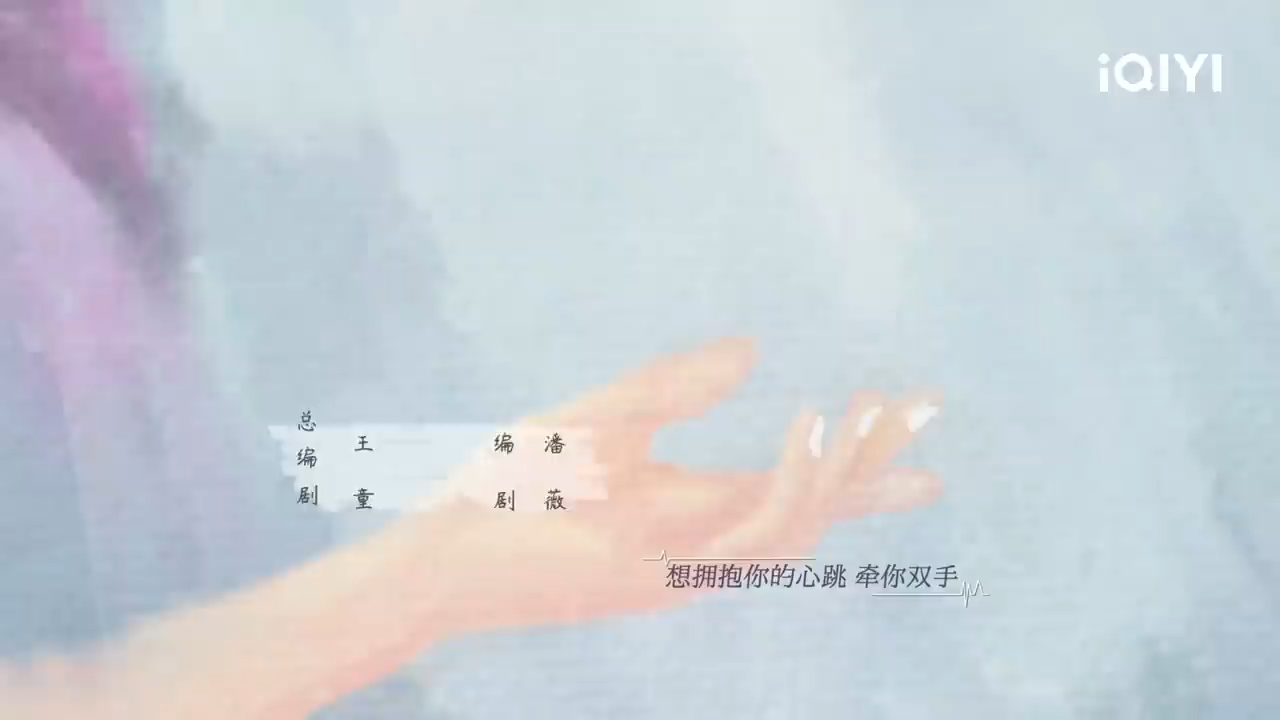 iQIYI
总编剧
王童
编剧
潘薇
想拥抱你的心跳 牵你双手